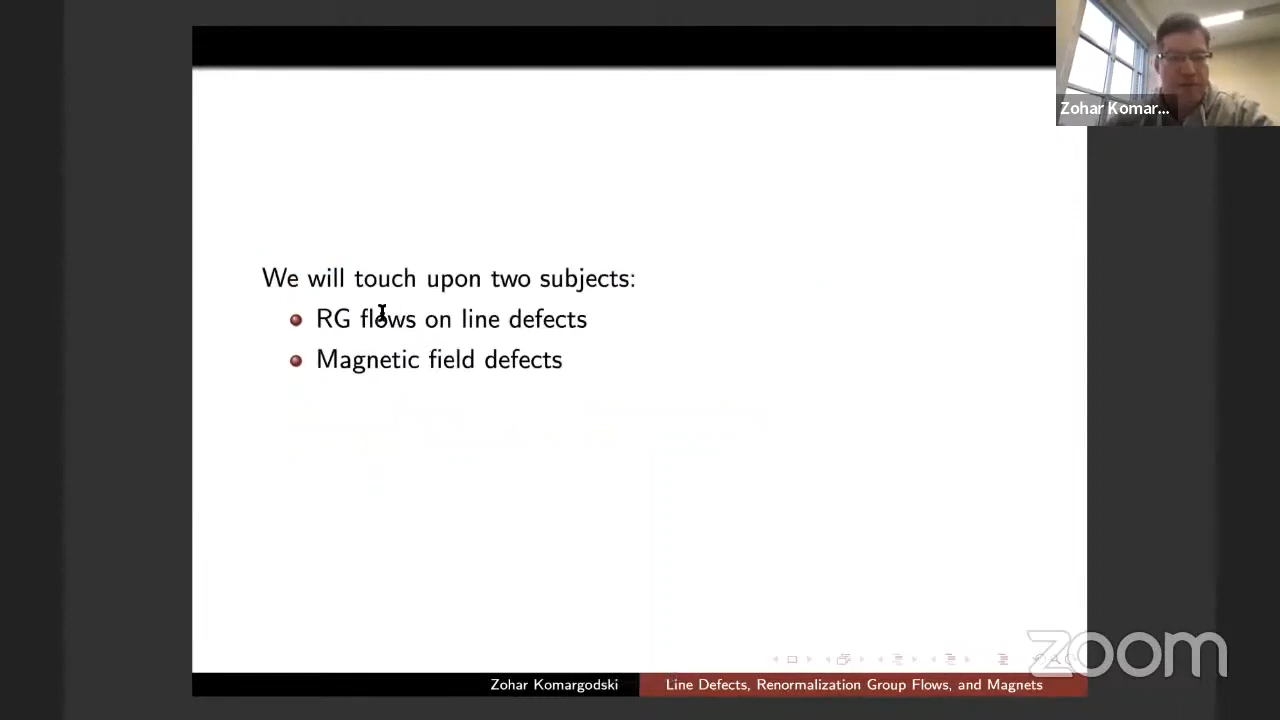 Zohar Komar...
We will touch upon two subjects:
RG flows on line defects
Magnetic field defects
zoom
Zohar Komargodski
Line Defects, Renormalization Group Flows, and Magnets